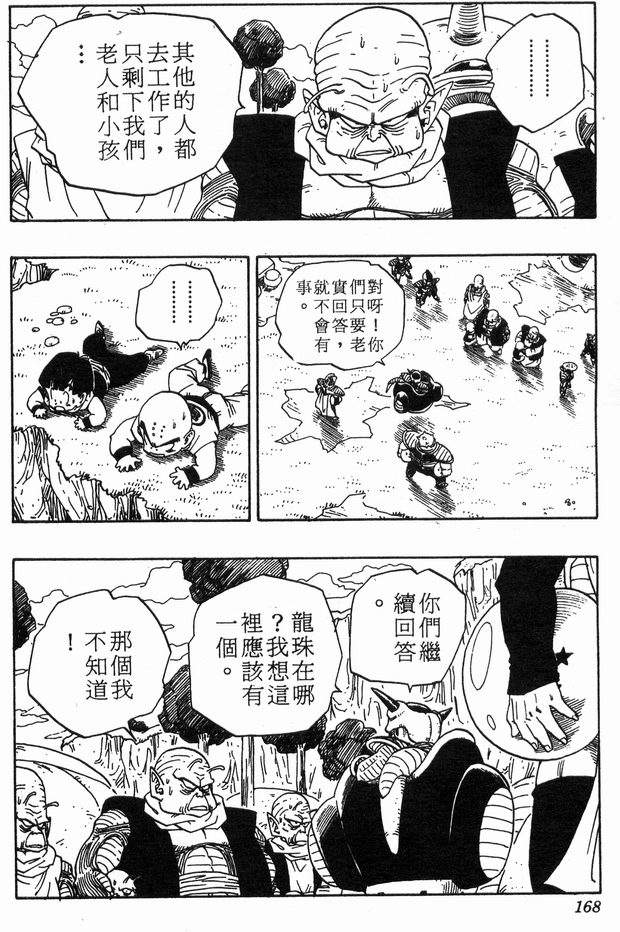 ⋯⋯
其他的人都
去工作了，
只剩下我們
老人和小孩
⋯
對呀！你
們只要老
實回答，
就不會有
事。
⋯⋯
你們繼
續回答
。
龍珠在哪
？我想這
裡應該有
一個。
那個我
不知道
！
168